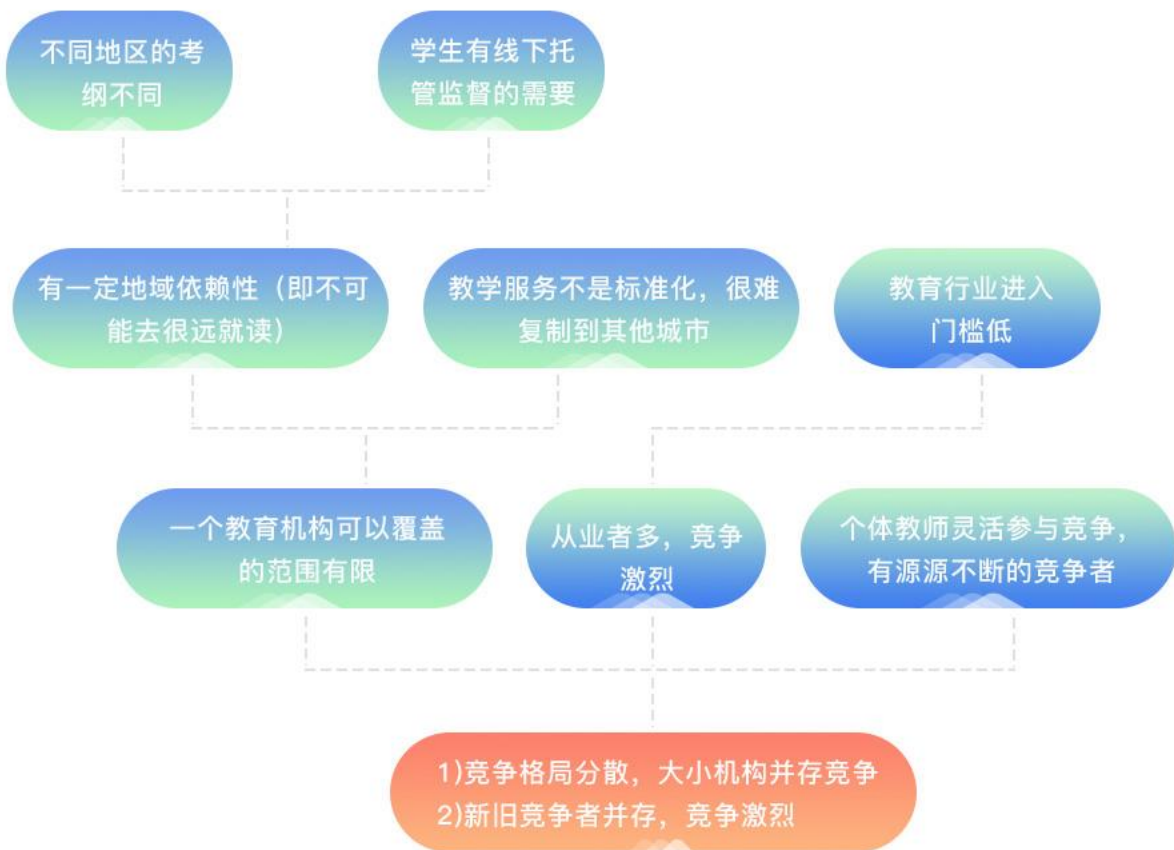 不同地区的考
纲不同
学生有线下托
管监督的需要
有一定地域依赖性（即不可
能去很远就读）
教学服务不是标准化，很难
复制到其他城市
教育行业进入
门槛低
一个教育机构可以覆盖
的范围有限
从业者多，竞争
激烈
个体教师灵活参与竞争，
有源源不断的竞争者
1)竞争格局分散，大小机构并存竞争
2)新旧竞争者并存，竞争激烈